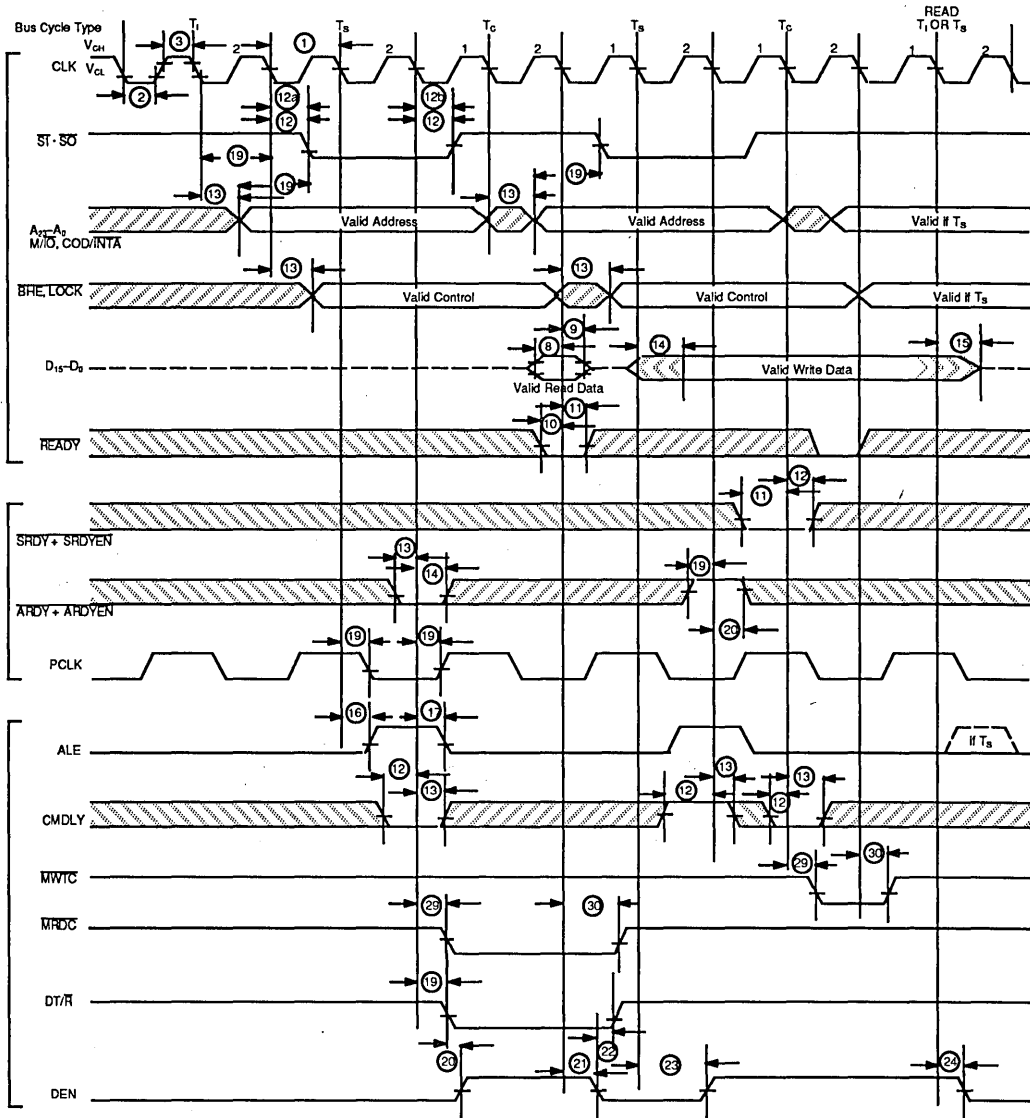 READ
Bus Cycle Type T_I T_S T_C T_S T_C T_I OR T_S
V_CH
CLK
V_CL
③ 2 ① 1 2 1 2 1 2 1 2 1 2
② 12a 12b
⑫ ⑫
S1 • S0
⑲ ⑲ ⑲
⑬ ⑬
A23–A0
M/IO, COD/INTA
Valid Address Valid Address Valid if T_S
⑬ ⑬
BHE, LOCK Valid Control Valid Control Valid if T_S
⑨
⑧ ⑭ ⑮
D15–D0 Valid Write Data
Valid Read Data
⑪
⑩
READY
⑫
⑪
SRDY + SRDYEN
⑬
⑭ ⑲
ARDY + ARDYEN
⑳
⑲ ⑲
PCLK
⑯ ⑰
ALE if T_S
⑫ ⑬ ⑫ ⑬ ⑫ ⑬
CMDLY
㉙ ㉚
MWTC
㉙ ㉚
MRDC
⑲
DT/R
⑳ ㉑ ㉒ ㉓ ㉔
DEN